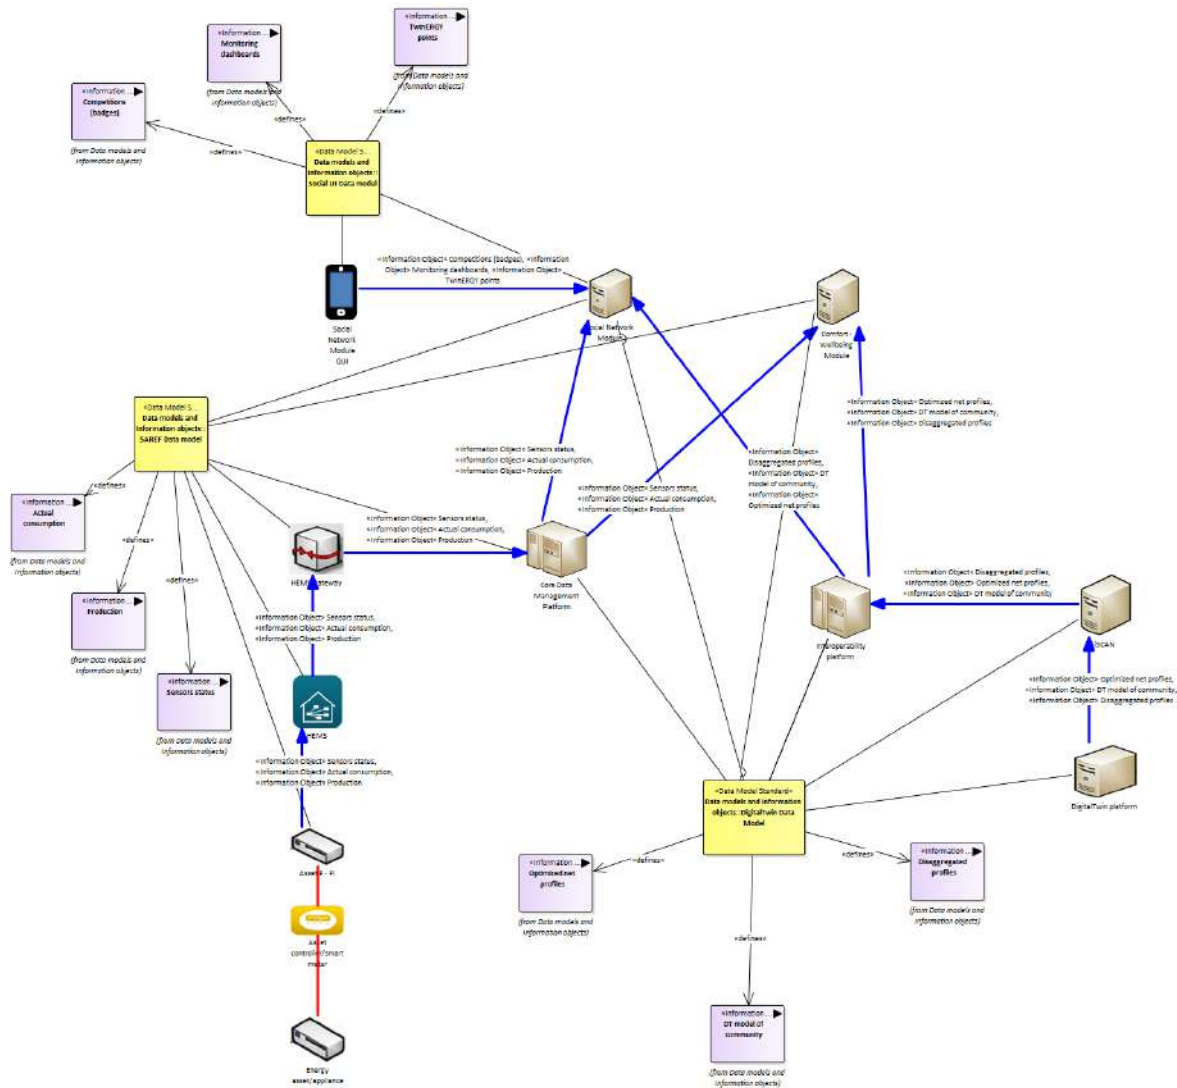 «Information ...
TwinERGY
points
(from Data models and
information objects)
«Information ...
Monitoring
dashboards
(from Data models and
information objects)
«Information ...
Competitions
(badges)
(from Data models and
information objects)
«defines»
«defines»
«defines»
«Data Model S...
Data models and
information objects::
Social UI Data model
«Information Object» competitions (badges), «Information
Object» Monitoring dashboards, «Information Object»
TwinERGY points
Social
Network
Module
GUI
Social Network
Module
Comfort -
Wellbeing
Module
«Data Model S...
Data models and
information objects::
SAREF Data model
«Information Object» Optimized net profiles,
«Information Object» DT model of community,
«Information Object» Disaggregated profiles
«Information Object» Sensors status,
«Information Object» Actual consumption,
«Information Object» Production
«Information Object»
Disaggregated profiles,
«Information Object» DT
model of community,
«Information Object»
Optimized net profiles
«Information Object» Sensors status,
«Information Object» Actual consumption,
«Information Object» Production
«defines»
«Information ...
Actual
consumption
(from Data models and
information objects)
«defines»
«Information Object» Sensors status,
«Information Object» Actual consumption,
«Information Object» Production
HEMS gateway
Core Data
Management
Platform
«defines»
«Information Object» Disaggregated profiles,
«Information Object» Optimized net profiles,
«Information Object» DT model of community
«Information ...
Production
(from Data models and
information objects)
«Information Object» Sensors status,
«Information Object» Actual consumption,
«Information Object» Production
Interoperability
platform
iSCAN
«Information ...
Sensors status
(from Data models and
information objects)
HEMS
«Information Object» Optimized net profiles,
«Information Object» DT model of community,
«Information Object» Disaggregated profiles
«Information Object» Sensors status,
«Information Object» Actual consumption,
«Information Object» Production
«Data Model Standard»
Data models and information
objects::DigitalTwin Data
Model
DigitalTwin platform
«defines»
«defines»
«Information ...
Optimized net
profiles
(from Data models and
information objects)
«Information ...
Disaggregated
profiles
(from Data models and
information objects)
Asset
controller/smart
meter
«defines»
«Information ...
DT model of
community
(from Data models and
information objects)
Energy
asset/appliance